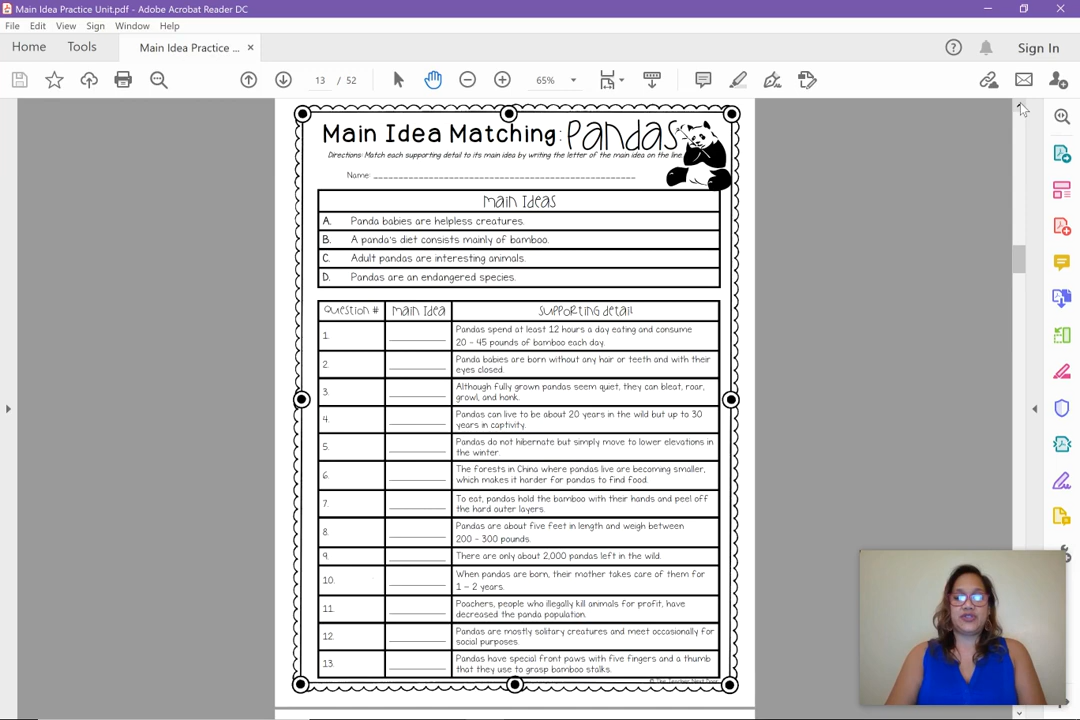 Main Idea Practice Unit.pdf - Adobe Acrobat Reader DC
File Edit View Sign Window Help
Home Tools Main Idea Practice ... × Sign In
13 / 52 65%
Main Idea Matching: Pandas
Directions: Match each supporting detail to its main idea by writing the letter of the main idea on the line.
Name: ____________________
Main Ideas
A. Panda babies are helpless creatures.
B. A panda's diet consists mainly of bamboo.
C. Adult pandas are interesting animals.
D. Pandas are an endangered species.
Question # Main Idea Supporting Detail
1. Pandas spend at least 12 hours a day eating and consume
20 - 45 pounds of bamboo each day.
2. Panda babies are born without any hair or teeth and with their
eyes closed.
3. Although fully grown pandas seem quiet, they can bleat, roar,
growl, and honk.
4. Pandas can live to be about 20 years in the wild but up to 30
years in captivity.
5. Pandas do not hibernate but simply move to lower elevations in
the winter.
6. The forests in China where pandas live are becoming smaller,
which makes it harder for pandas to find food.
7. To eat, pandas hold the bamboo with their hands and peel off
the hard outer layers.
8. Pandas are about five feet in length and weigh between
200 - 300 pounds.
9. There are only about 2,000 pandas left in the wild.
10. When pandas are born, their mother takes care of them for
1 - 2 years.
11. Poachers, people who illegally kill animals for profit, have
decreased the panda population.
12. Pandas are mostly solitary creatures and meet occasionally for
social purposes.
13. Pandas have special front paws with five fingers and a thumb
that they use to grasp bamboo stalks.
© The Teacher Next Door